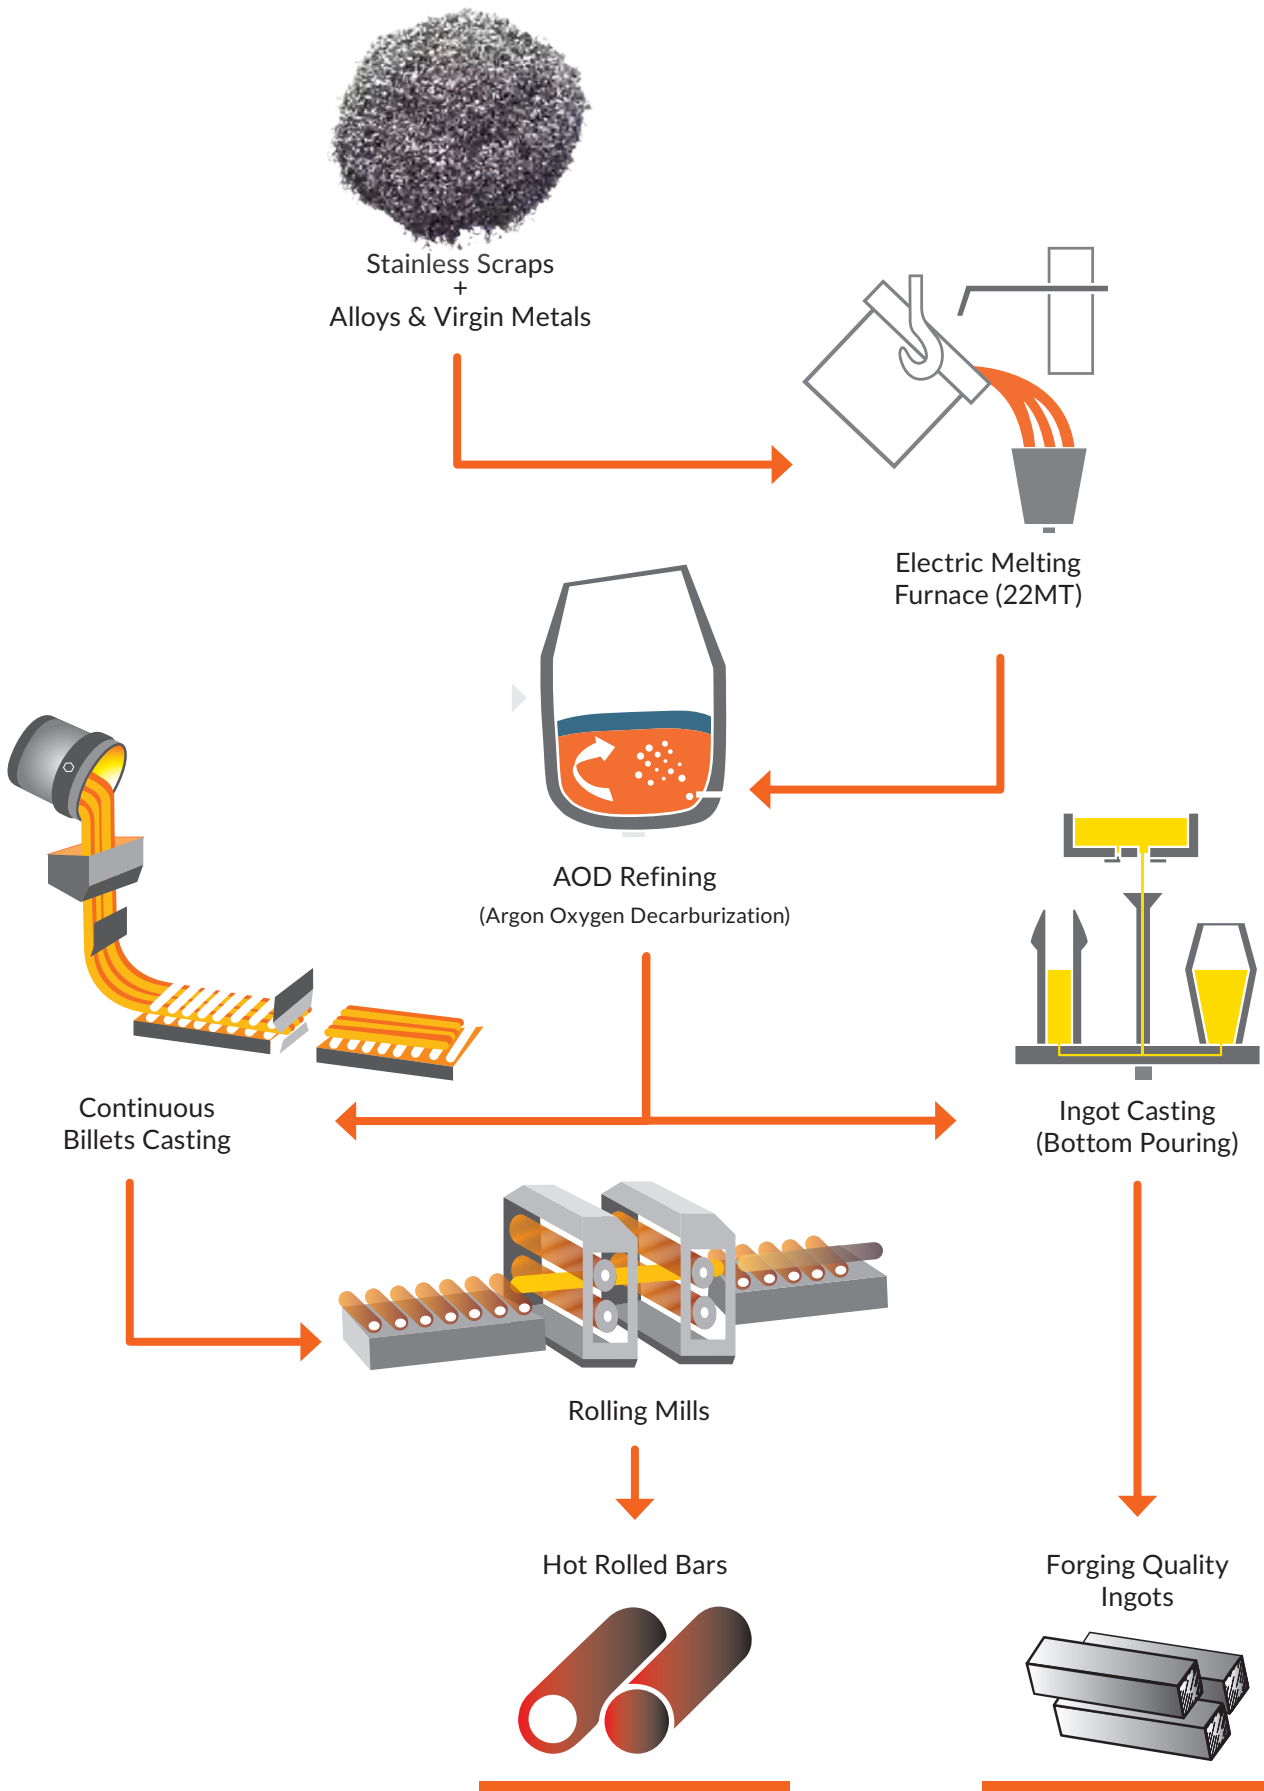 Stainless Scraps
+
Alloys & Virgin Metals
Electric Melting
Furnace (22MT)
AOD Refining
(Argon Oxygen Decarburization)
Continuous
Billets Casting
Ingot Casting
(Bottom Pouring)
Rolling Mills
Hot Rolled Bars
Forging Quality
Ingots